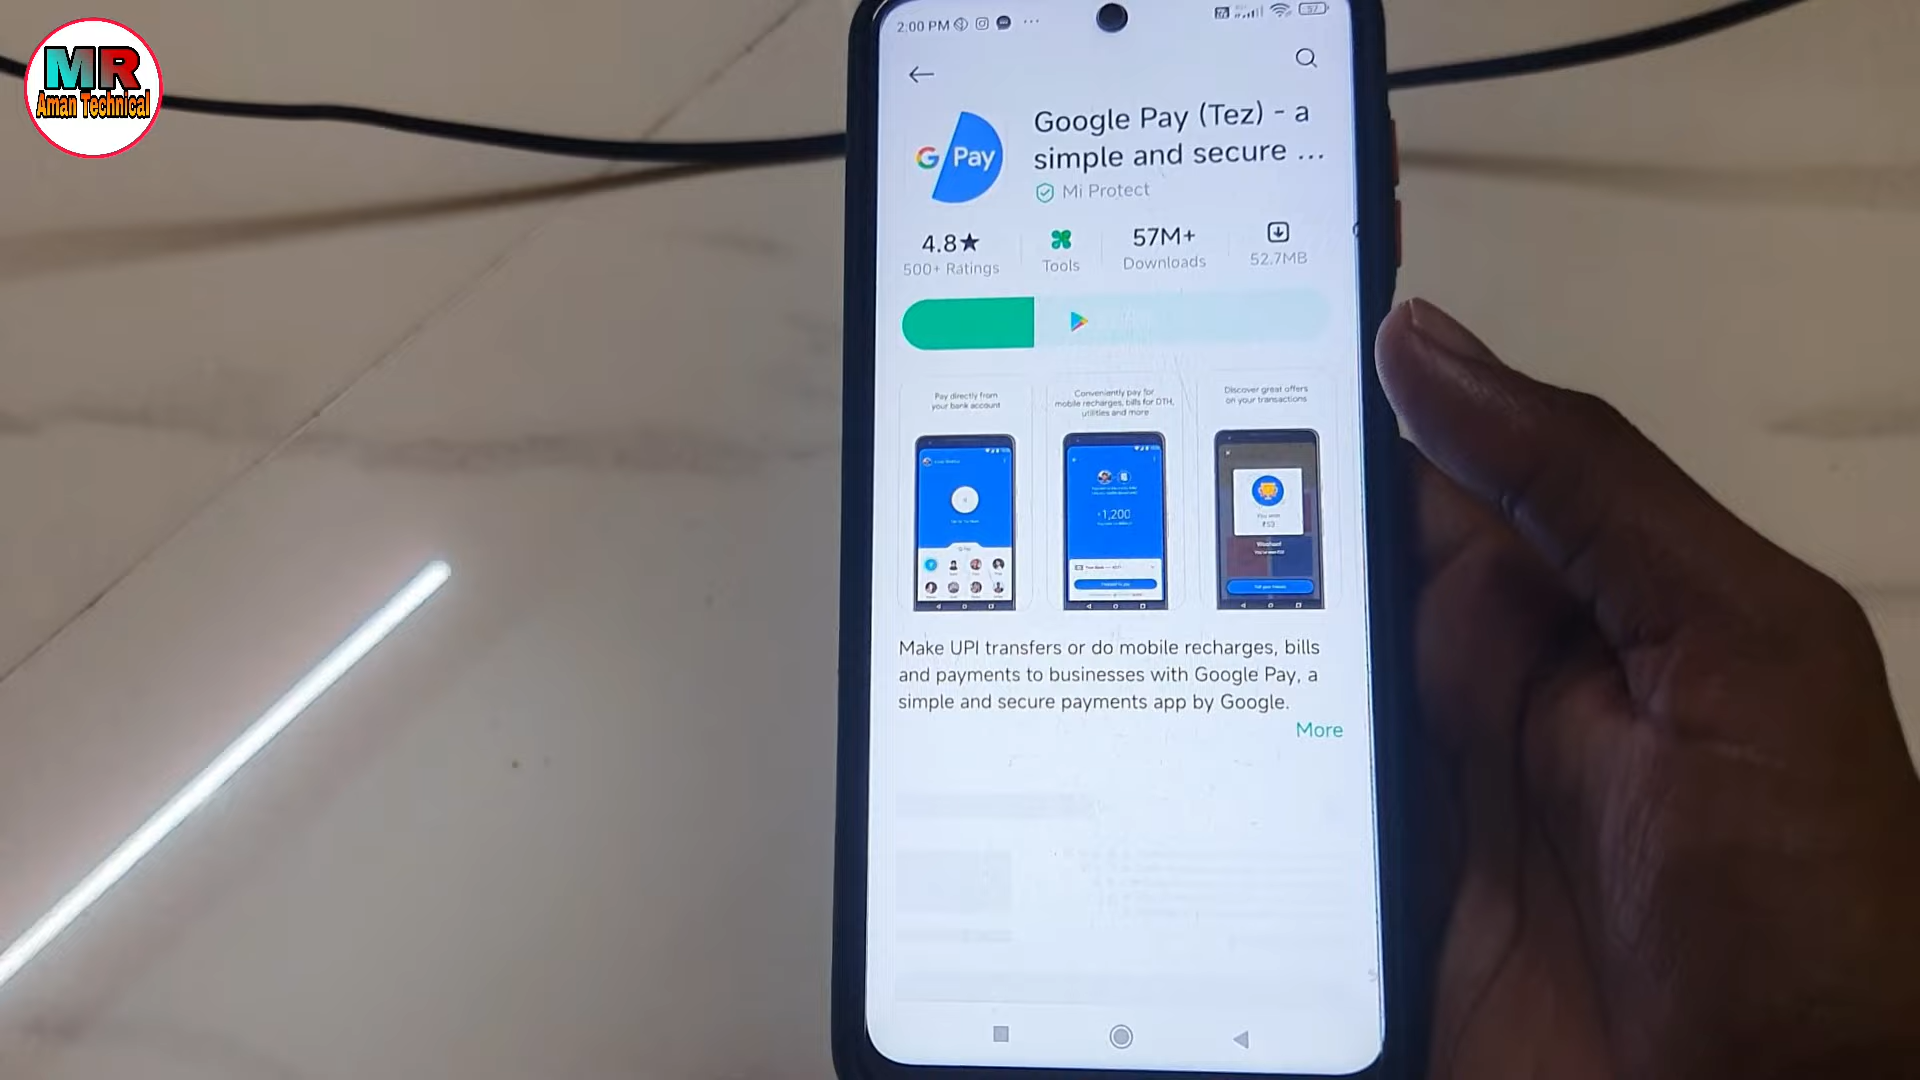 MR
Aman Technical
2:00 PM
57
Google Pay (Tez) - a
simple and secure ...
G Pay
Mi Protect
4.8★
500+ Ratings
Tools
57M+
Downloads
52.7MB
Pay directly from
your bank account
Conveniently pay for
mobile recharges, bills for DTH,
utilities and more
Discover great offers
on your transactions
1,200
Make UPI transfers or do mobile recharges, bills
and payments to businesses with Google Pay, a
simple and secure payments app by Google.
More